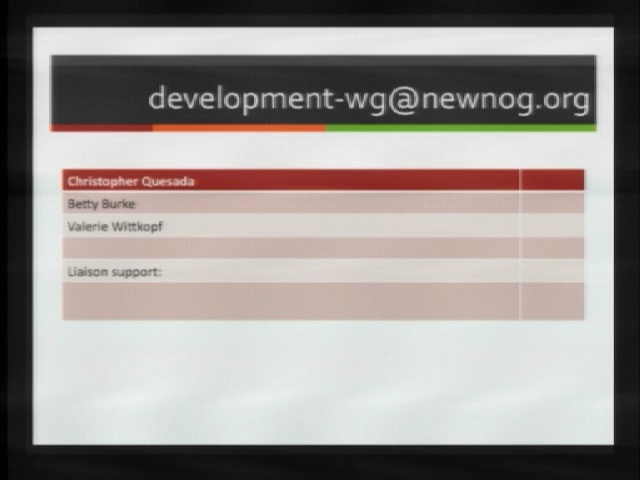 development-wg@newnog.org
Christopher Quesada
Betty Burke
Valerie Wittkopf
Liaison support: